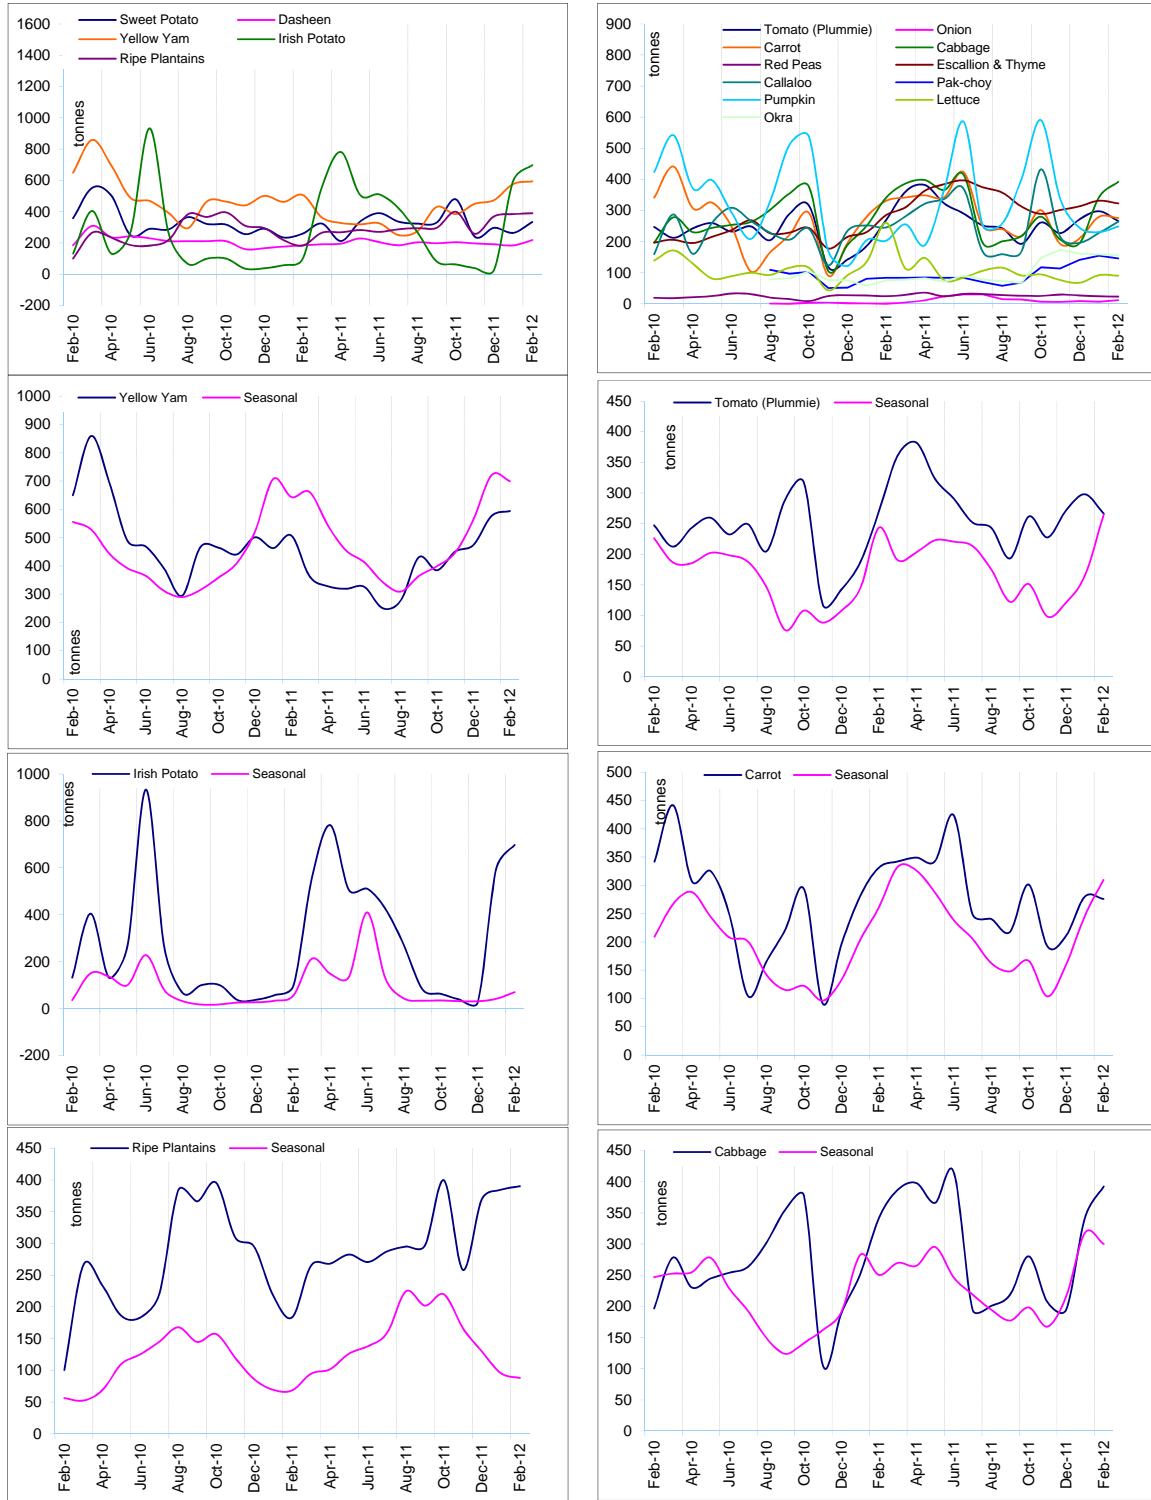 Sweet Potato Dasheen
Yellow Yam Irish Potato
Ripe Plantains
tonnes
1600
1400
1200
1000
800
600
400
200
0
-200
Feb-10 Apr-10 Jun-10 Aug-10 Oct-10 Dec-10 Feb-11 Apr-11 Jun-11 Aug-11 Oct-11 Dec-11 Feb-12
Tomato (Plummie) Onion
Carrot Cabbage
Red Peas Escallion & Thyme
Callaloo Pak-choy
Pumpkin Lettuce
Okra
tonnes
900
800
700
600
500
400
300
200
100
0
Feb-10 Apr-10 Jun-10 Aug-10 Oct-10 Dec-10 Feb-11 Apr-11 Jun-11 Aug-11 Oct-11 Dec-11 Feb-12
Yellow Yam Seasonal
tonnes
1000
900
800
700
600
500
400
300
200
100
0
Feb-10 Apr-10 Jun-10 Aug-10 Oct-10 Dec-10 Feb-11 Apr-11 Jun-11 Aug-11 Oct-11 Dec-11 Feb-12
Tomato (Plummie) Seasonal
tonnes
450
400
350
300
250
200
150
100
50
0
Feb-10 Apr-10 Jun-10 Aug-10 Oct-10 Dec-10 Feb-11 Apr-11 Jun-11 Aug-11 Oct-11 Dec-11 Feb-12
Irish Potato Seasonal
tonnes
1000
800
600
400
200
0
-200
Feb-10 Apr-10 Jun-10 Aug-10 Oct-10 Dec-10 Feb-11 Apr-11 Jun-11 Aug-11 Oct-11 Dec-11 Feb-12
Carrot Seasonal
tonnes
500
450
400
350
300
250
200
150
100
50
0
Feb-10 Apr-10 Jun-10 Aug-10 Oct-10 Dec-10 Feb-11 Apr-11 Jun-11 Aug-11 Oct-11 Dec-11 Feb-12
Ripe Plantains Seasonal
tonnes
450
400
350
300
250
200
150
100
50
0
Feb-10 Apr-10 Jun-10 Aug-10 Oct-10 Dec-10 Feb-11 Apr-11 Jun-11 Aug-11 Oct-11 Dec-11 Feb-12
Cabbage Seasonal
tonnes
450
400
350
300
250
200
150
100
50
0
Feb-10 Apr-10 Jun-10 Aug-10 Oct-10 Dec-10 Feb-11 Apr-11 Jun-11 Aug-11 Oct-11 Dec-11 Feb-12